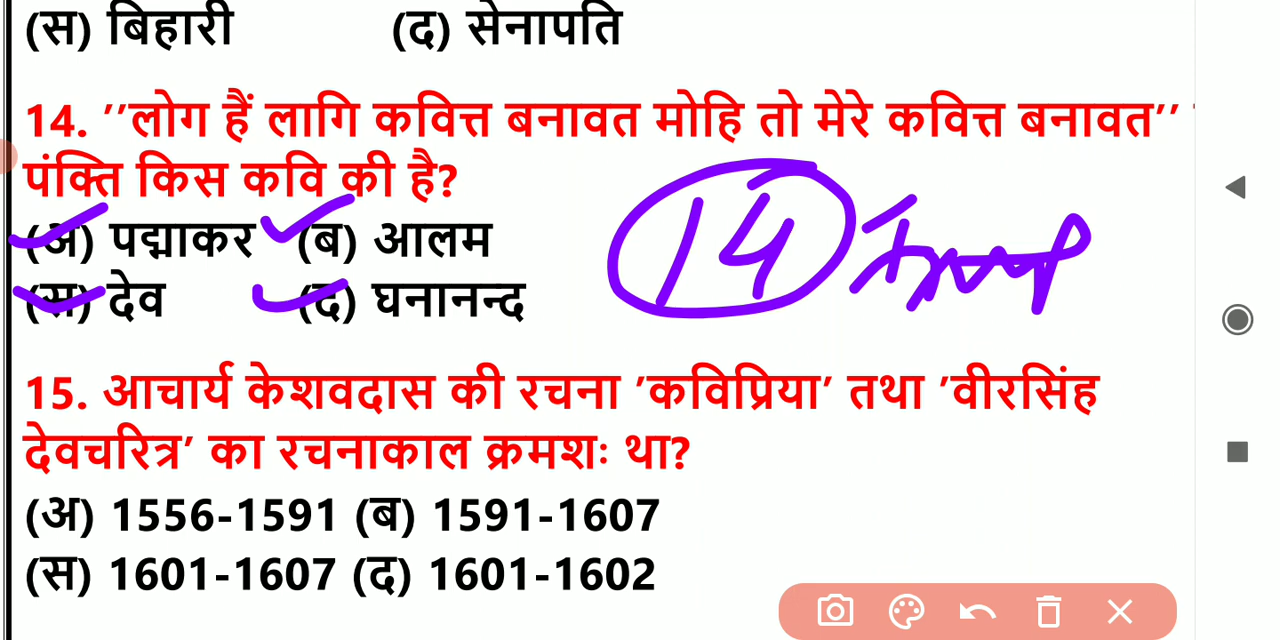 (स) बिहारी (द) सेनापति
14. ’’लोग हैं लागि कवित्त बनावत मोहि तो मेरे कवित्त बनावत’’
पंक्ति किस कवि की है?
(अ) पद्माकर (ब) आलम
14
(स) देव (द) घनानन्द
15. आचार्य केशवदास की रचना ’कविप्रिया’ तथा ’वीरसिंह
देवचरित्र’ का रचनाकाल क्रमशः था?
(अ) 1556-1591 (ब) 1591-1607
(स) 1601-1607 (द) 1601-1602